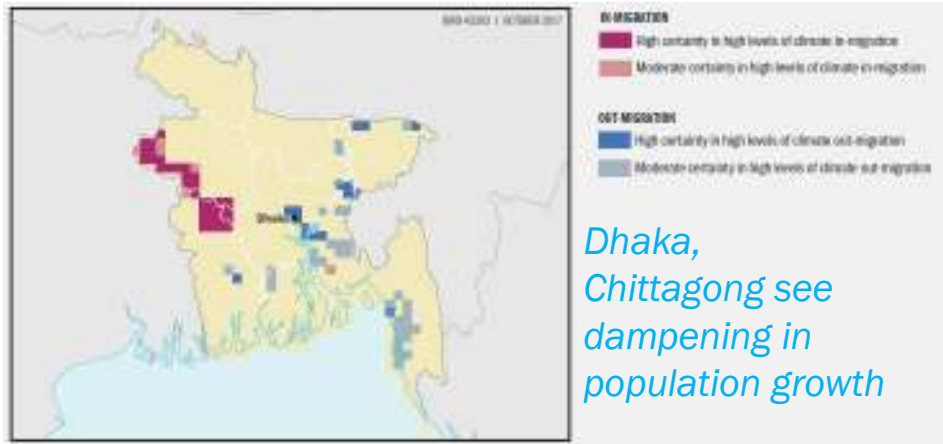 OCTOBER 2017
IN-MIGRATION
High certainty in high levels of climate in-migration
Moderate certainty in high levels of climate in-migration
OUT-MIGRATION
High certainty in high levels of climate out-migration
Moderate certainty in high levels of climate out-migration
Dhaka
Dhaka,
Chittagong see
dampening in
population growth